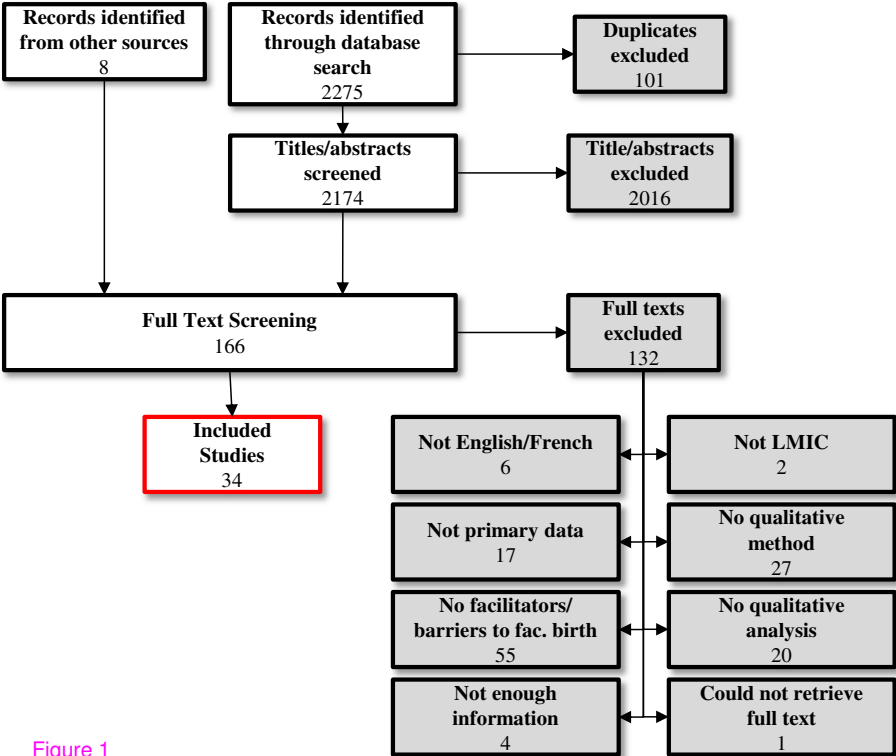 Records identified
from other sources
8
Records identified
through database
search
2275
Duplicates
excluded
101
Titles/abstracts
screened
2174
Title/abstracts
excluded
2016
Full Text Screening
166
Full texts
excluded
132
Included
Studies
34
Not English/French
6
Not LMIC
2
Not primary data
17
No qualitative
method
27
No facilitators/
barriers to fac. birth
55
No qualitative
analysis
20
Not enough
information
4
Could not retrieve
full text
1
Figure 1